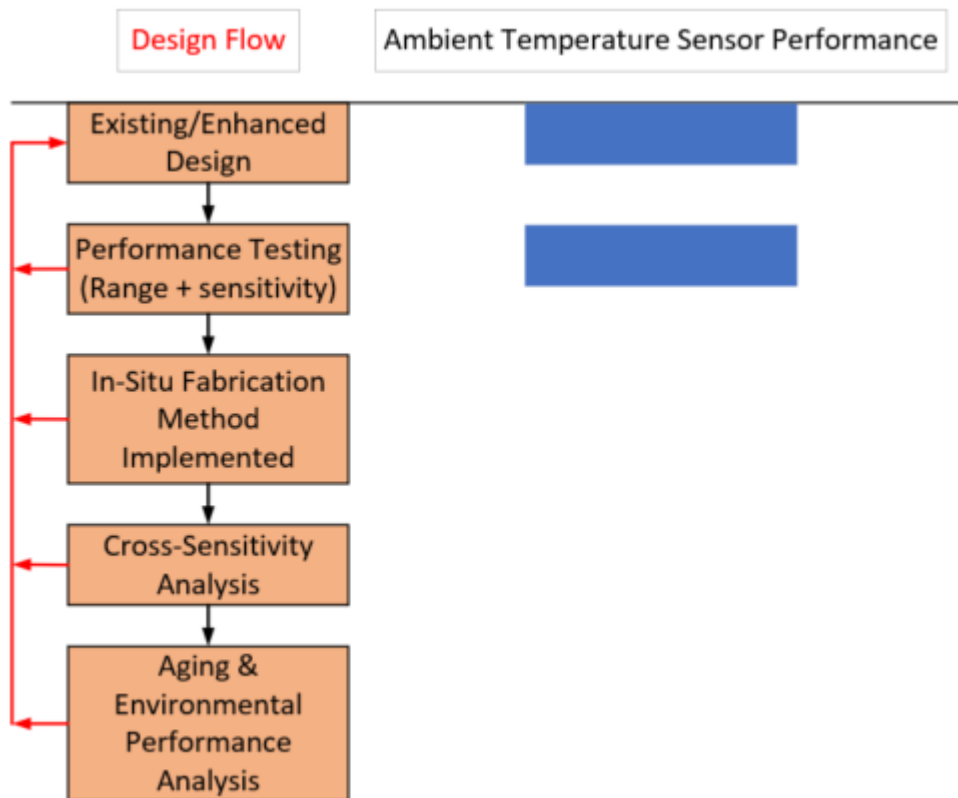 Design Flow
Ambient Temperature Sensor Performance
Existing/Enhanced
Design
Performance Testing
(Range + sensitivity)
In-Situ Fabrication
Method
Implemented
Cross-Sensitivity
Analysis
Aging &
Environmental
Performance
Analysis